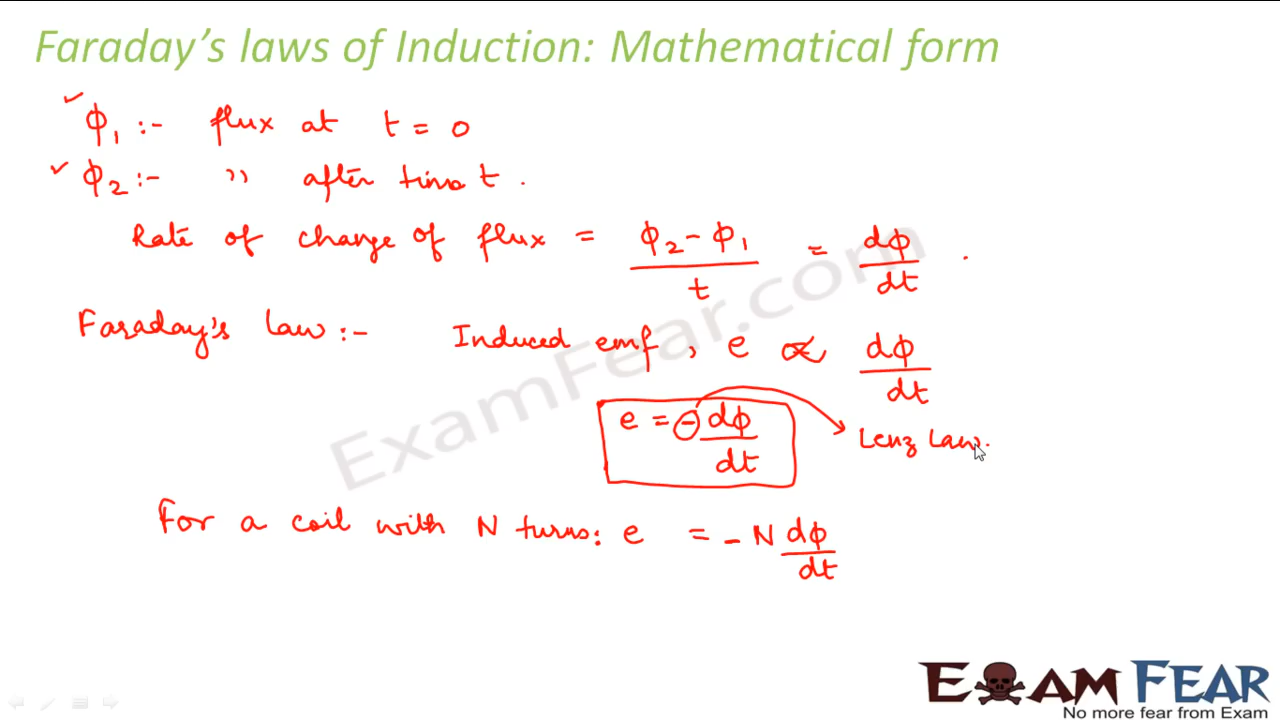 Faraday's laws of Induction: Mathematical form
ϕ₁ :- flux at t = 0
ϕ₂ :- ,, after time t .
Rate of change of flux = (ϕ₂ - ϕ₁)/t = dϕ/dt .
Faraday's law :- Induced emf , e ∝ dϕ/dt
e = - dϕ/dt
Lenz Law.
For a coil with N turns: e = - N dϕ/dt
ExamFear.com
EXAM FEAR
No more fear from Exam